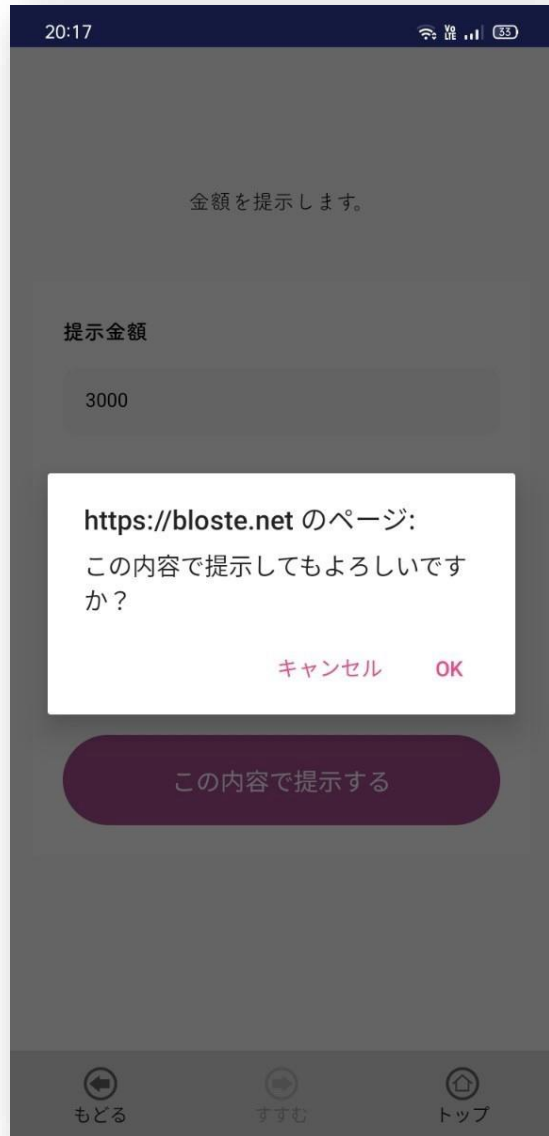 20:17
Vo LTE 33
金額を提示します。
提示金額
3000
https://bloste.net のページ:
この内容で提示してもよろしいです
か？
キャンセル OK
この内容で提示する
もどる すすむ トップ